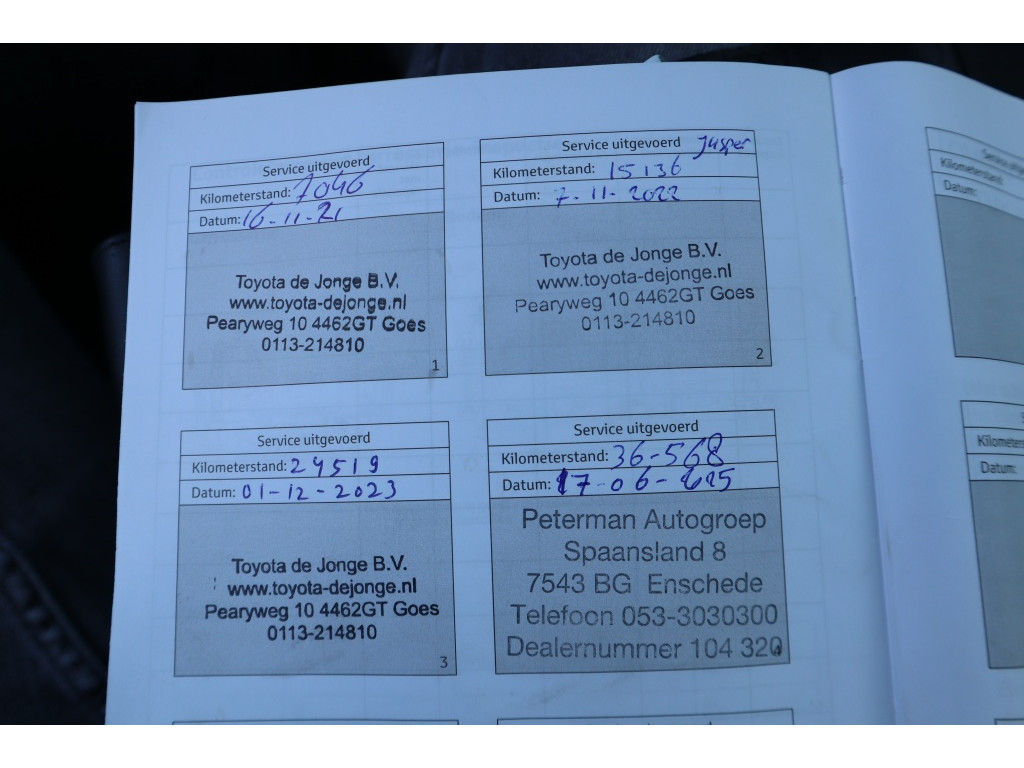 Service uitgevoerd
Kilometerstand: 7046
Datum: 16-11-21
Toyota de Jonge B.V.
www.toyota-dejonge.nl
Pearyweg 10 4462GT Goes
0113-214810
1
Service uitgevoerd Jasper
Kilometerstand: 15136
Datum: 7-11-2022
Toyota de Jonge B.V.
www.toyota-dejonge.nl
Pearyweg 10 4462GT Goes
0113-214810
2
Service uitgevoerd
Kilometerstand: 24519
Datum: 01-12-2023
Toyota de Jonge B.V.
www.toyota-dejonge.nl
Pearyweg 10 4462GT Goes
0113-214810
3
Service uitgevoerd
Kilometerstand: 36-568
Datum: 17-06-2025
Peterman Autogroep
Spaansland 8
7543 BG Enschede
Telefoon 053-3030300
Dealernummer 104 320
4
Kilometerstand
Datum:
Datum: